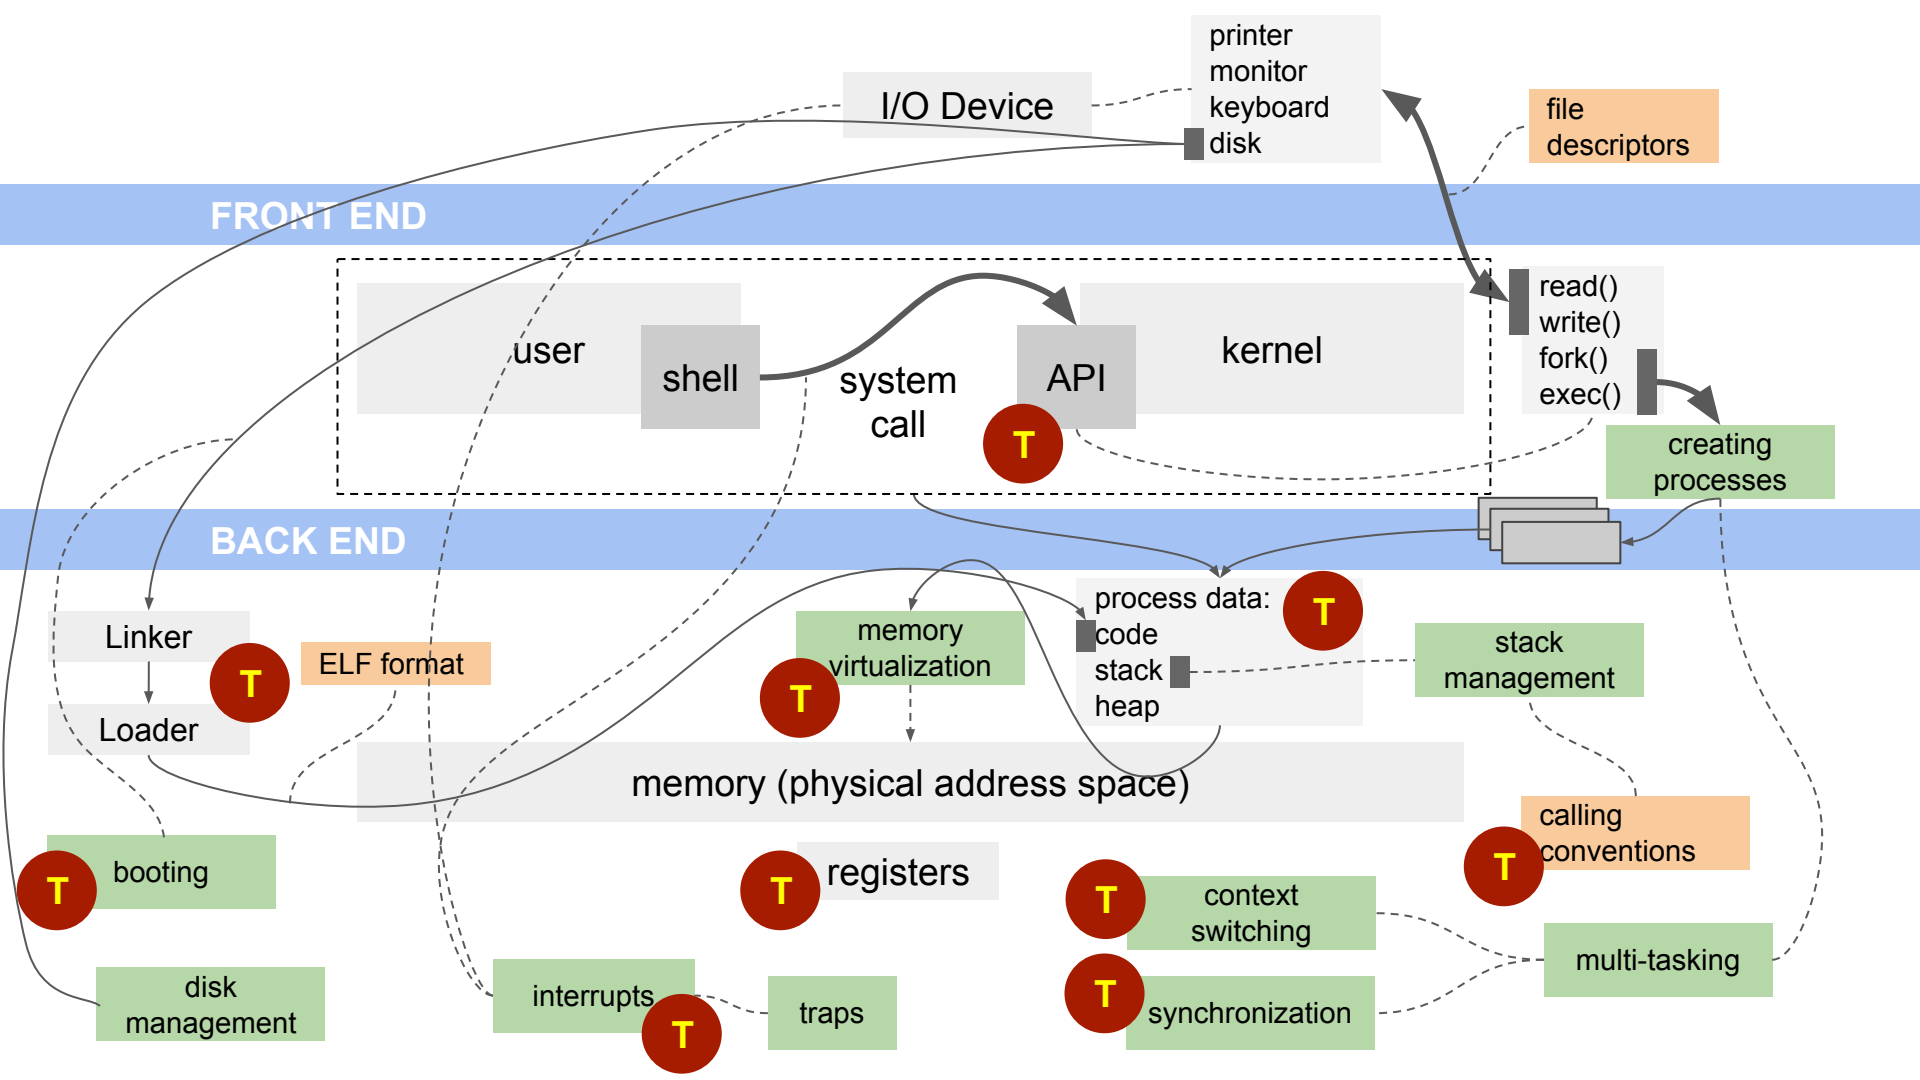 printer
monitor
keyboard
disk
I/O Device
file
descriptors
FRONT END
user
shell
system
call
API
T
kernel
read()
write()
fork()
exec()
creating
processes
BACK END
Linker
Loader
T
ELF format
memory
virtualization
T
process data:
code
stack
heap
T
stack
management
memory (physical address space)
calling
conventions
T
booting
T
registers
T
context
switching
T
multi-tasking
disk
management
interrupts
T
traps
synchronization
T